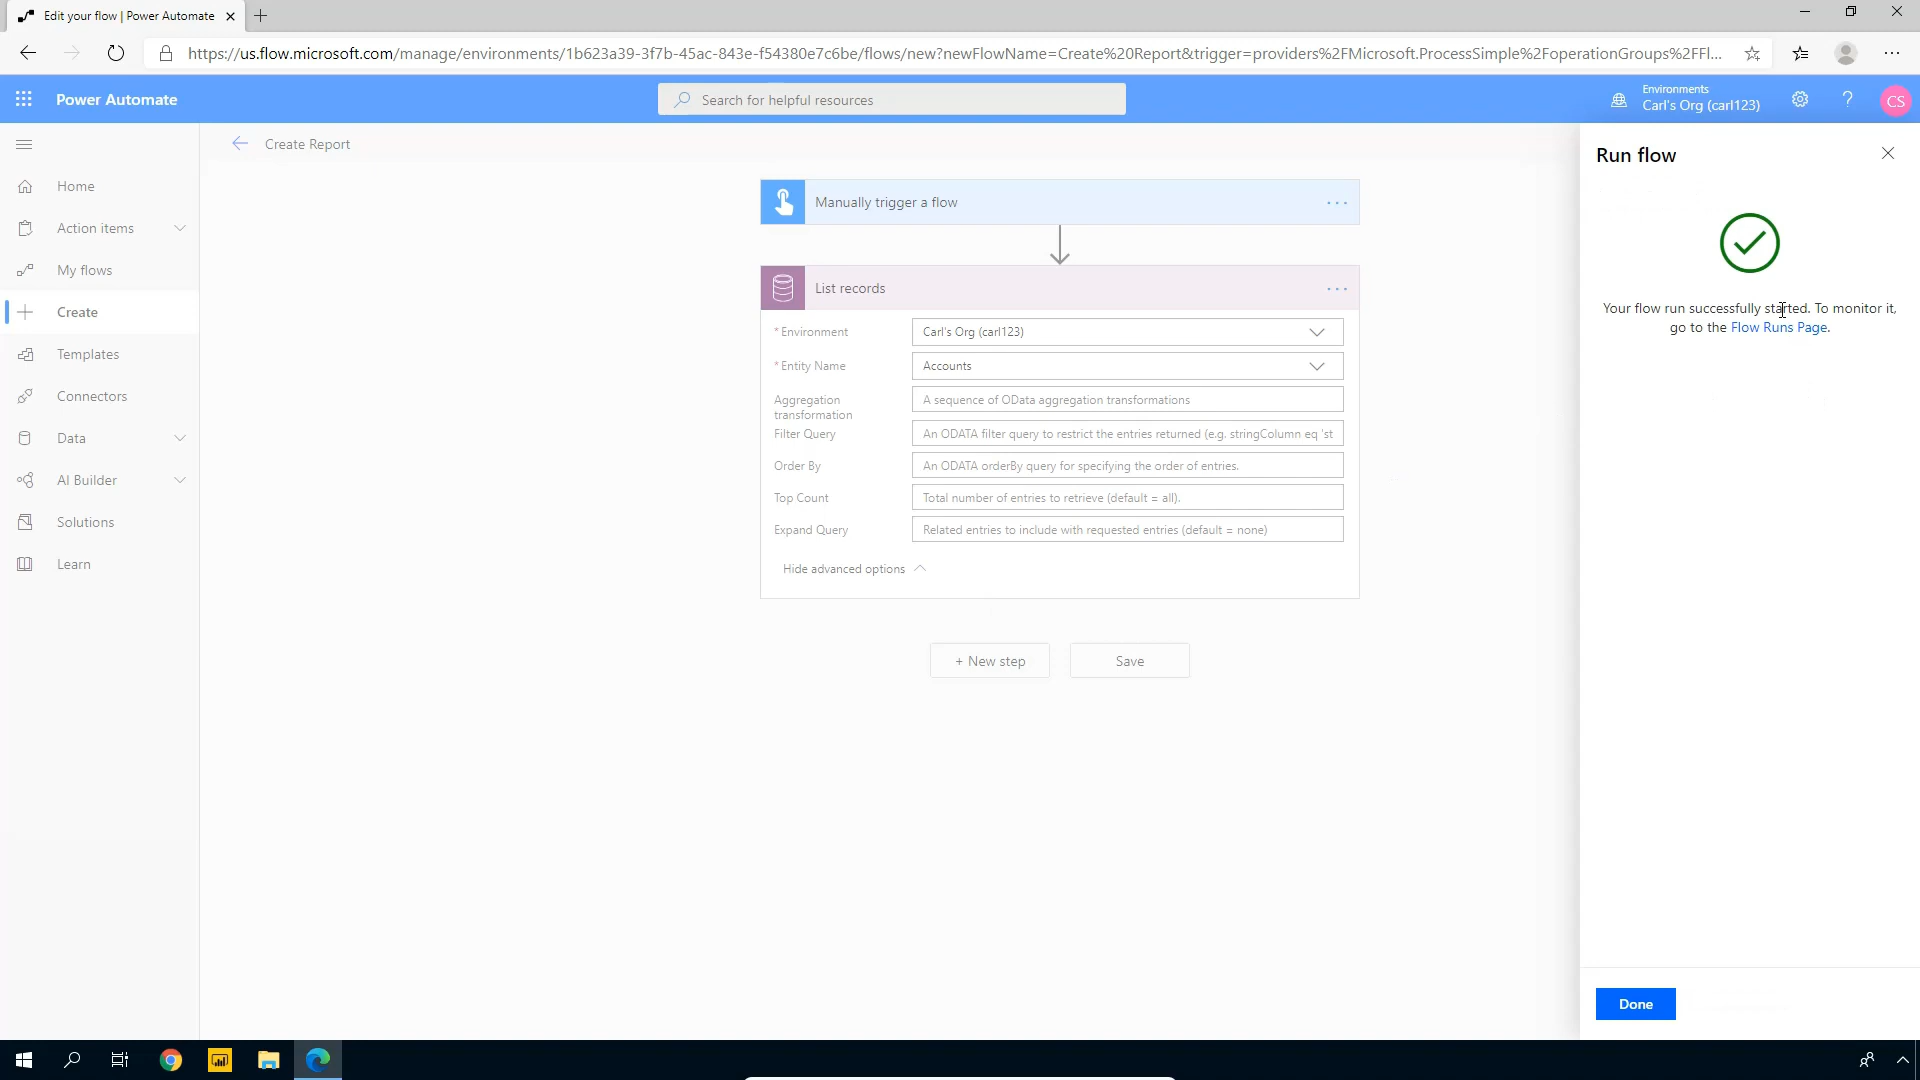 Edit your flow | Power Automate
https://us.flow.microsoft.com/manage/environments/1b623a39-3f7b-45ac-843e-f54380e7c6be/flows/new?newFlowName=Create%20Report&trigger=providers%2FMicrosoft.ProcessSimple%2FoperationGroups%2FFl...
Power Automate
Search for helpful resources
Environments
Carl's Org (carl123)
?
CS
Create Report
Run flow
Home
Action items
My flows
Create
Templates
Connectors
Data
AI Builder
Solutions
Learn
Manually trigger a flow
List records
* Environment
Carl's Org (carl123)
* Entity Name
Accounts
Aggregation
transformation
A sequence of OData aggregation transformations
Filter Query
An ODATA filter query to restrict the entries returned (e.g. stringColumn eq 'st
Order By
An ODATA orderBy query for specifying the order of entries.
Top Count
Total number of entries to retrieve (default = all).
Expand Query
Related entries to include with requested entries (default = none)
Hide advanced options
+ New step
Save
Your flow run successfully started. To monitor it,
go to the Flow Runs Page.
Done